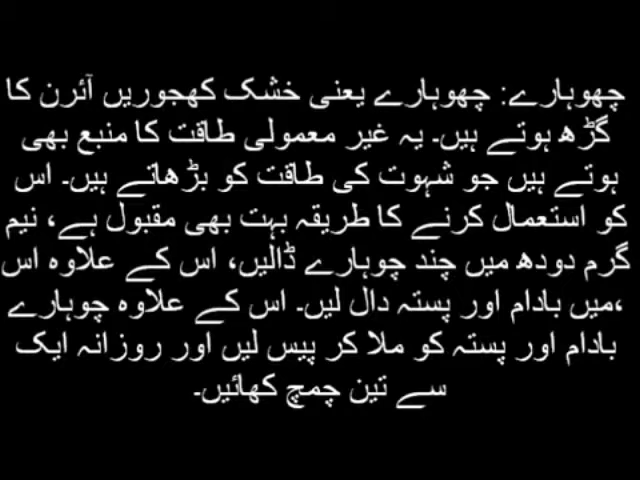 چھوہارے: چھوہارے یعنی خشک کھجوریں آئرن کا
گڑھ ہوتے ہیں۔ یہ غیر معمولی طاقت کا منبع بھی
ہوتے ہیں جو شہوت کی طاقت کو بڑھاتے ہیں۔ اس
کو استعمال کرنے کا طریقہ بہت بھی مقبول ہے، نیم
گرم دودھ میں چند چوہارے ڈالیں، اس کے علاوہ اس
،میں بادام اور پستہ دال لیں۔ اس کے علاوہ چوہارے
بادام اور پستہ کو ملا کر پیس لیں اور روزانہ ایک
سے تین چمچ کھائیں۔